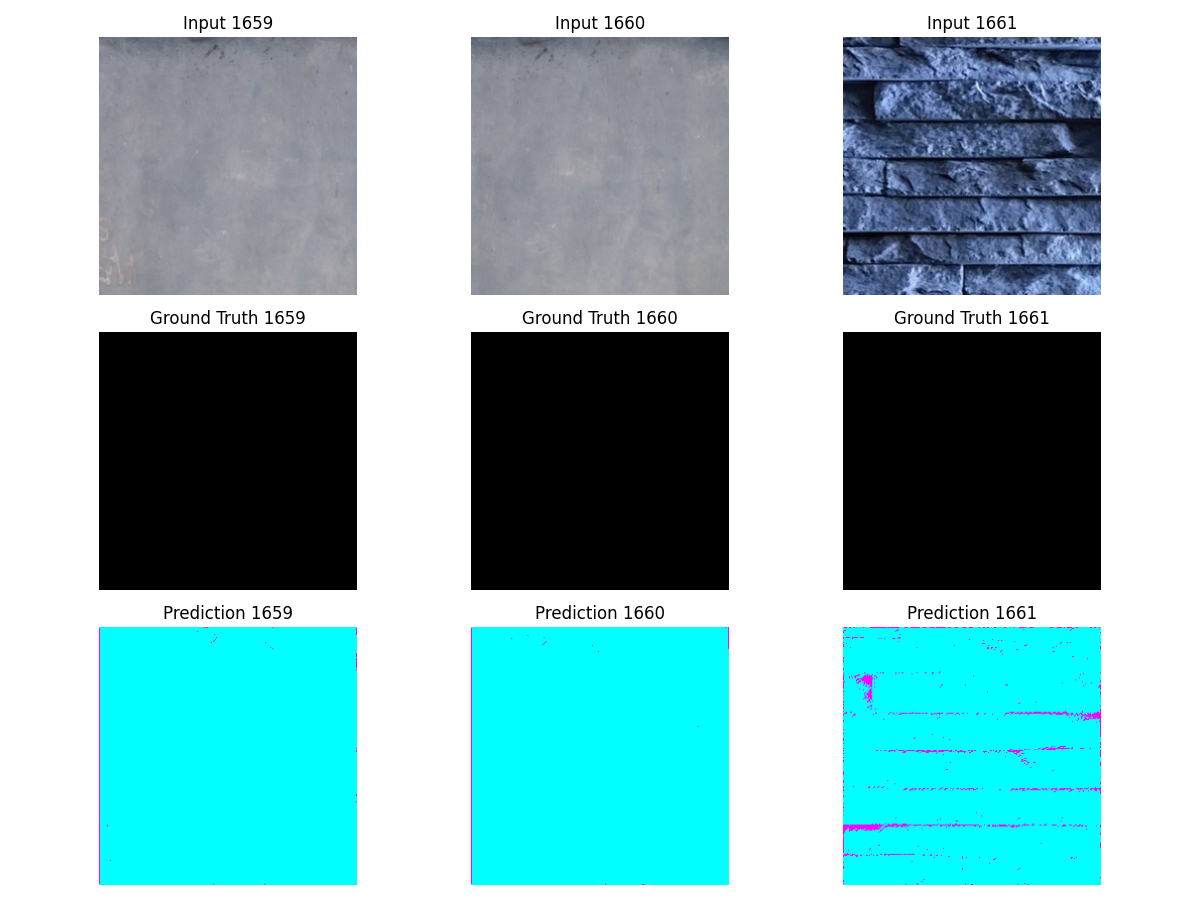 Input 1659
Input 1660
Input 1661
Ground Truth 1659
Ground Truth 1660
Ground Truth 1661
Prediction 1659
Prediction 1660
Prediction 1661